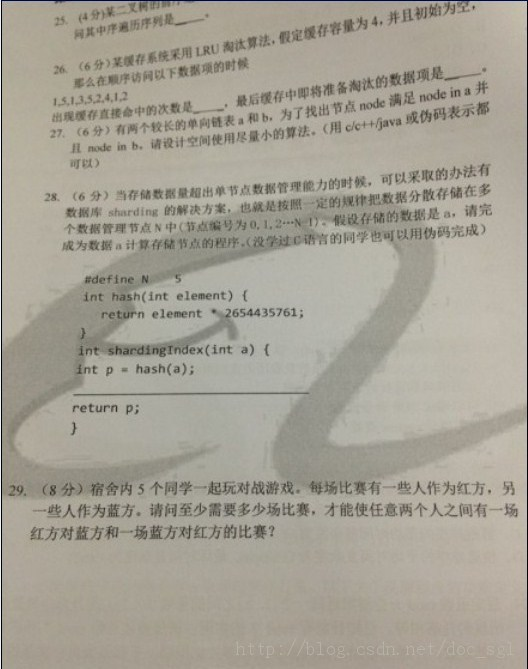 25. (4分)某二叉树的
问其中序遍历序列是_____。
26. (6分)某缓存系统采用 LRU 淘汰算法,假定缓存容量为 4,并且初始为空,
那么在顺序访问以下数据项的时候
1,5,1,3,5,2,4,1,2
出现缓存直接命中的次数是_____,最后缓存中即将准备淘汰的数据项是_____。
27. (6分)有两个较长的单向链表 a 和 b,为了找出节点 node 满足 node in a 并
且 node in b。请设计空间使用尽量小的算法。(用 c/c++/java 或伪码表示都
可以)
28. (6分)当存储数据量超出单节点数据管理能力的时候,可以采取的办法有
数据库 sharding 的解决方案,也就是按照一定的规律把数据分散存储在多
个数据管理节点 N 中(节点编号为 0,1,2…N-1)。假设存储的数据是 a,请完
成为数据 a 计算存储节点的程序。(没学过 C 语言的同学也可以用伪码完成)
#define N 5
int hash(int element) {
return element * 2654435761;
}
int shardingIndex(int a) {
int p = hash(a);
_____
return p;
}
29. (8分)宿舍内 5 个同学一起玩对战游戏。每场比赛有一些人作为红方,另
一些人作为蓝方。请问至少需要多少场比赛,才能使任意两个人之间有一场
红方对蓝方和一场蓝方对红方的比赛?
http://blog.csdn.net/doc_sgl